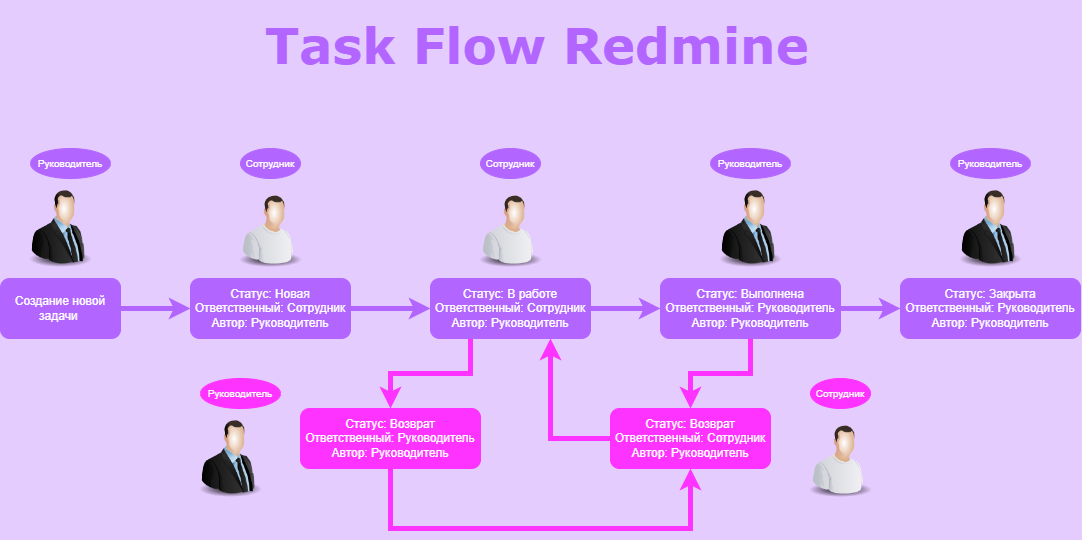 Task Flow Redmine
Руководитель
Сотрудник
Сотрудник
Руководитель
Руководитель
Создание новой
задачи
Статус: Новая
Ответственный: Сотрудник
Автор: Руководитель
Статус: В работе
Ответственный: Сотрудник
Автор: Руководитель
Статус: Выполнена
Ответственный: Руководитель
Автор: Руководитель
Статус: Закрыта
Ответственный: Руководитель
Автор: Руководитель
Руководитель
Статус: Возврат
Ответственный: Руководитель
Автор: Руководитель
Статус: Возврат
Ответственный: Сотрудник
Автор: Руководитель
Сотрудник